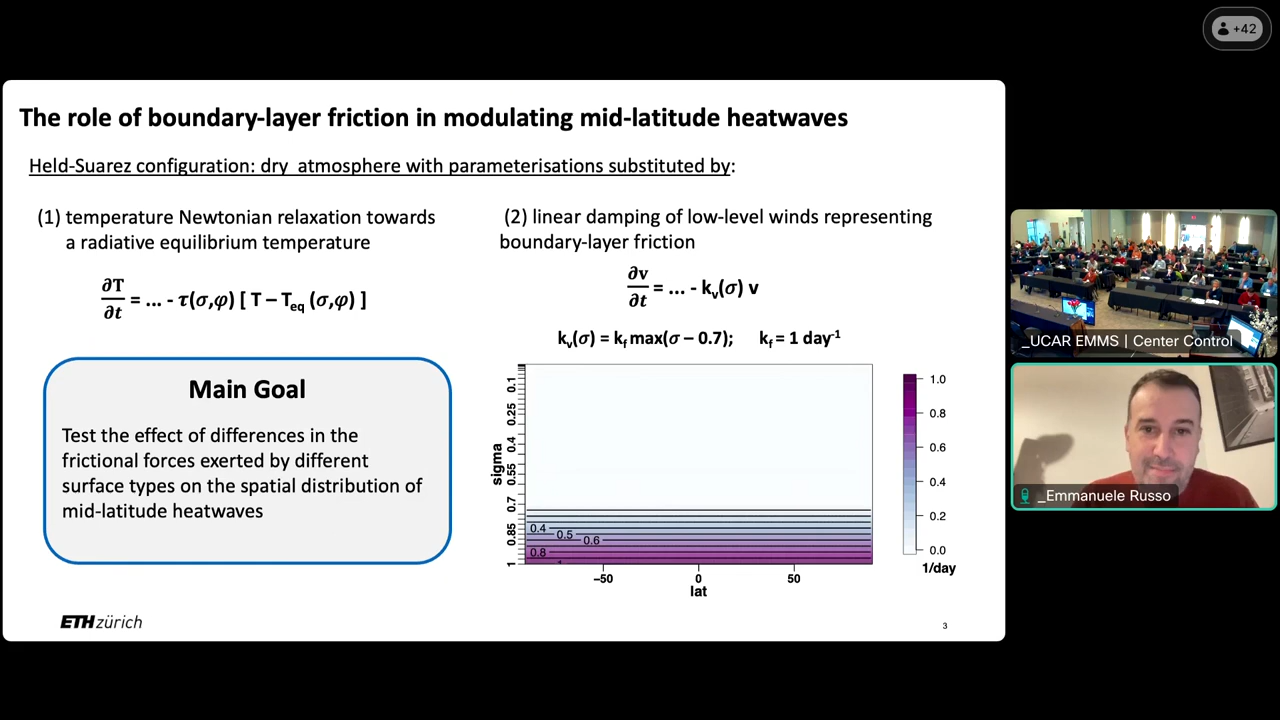 +42
The role of boundary-layer friction in modulating mid-latitude heatwaves
Held-Suarez configuration: dry atmosphere with parameterisations substituted by:
(1) temperature Newtonian relaxation towards
a radiative equilibrium temperature
∂T/∂t = ... - τ(σ,φ) [ T – Teq (σ,φ) ]
(2) linear damping of low-level winds representing
boundary-layer friction
∂v/∂t = ... - kv(σ) v
kv(σ) = kf max(σ – 0.7); kf = 1 day-1
Main Goal
Test the effect of differences in the
frictional forces exerted by different
surface types on the spatial distribution of
mid-latitude heatwaves
sigma
0.1
0.25
0.4
0.55
0.7
0.85
1
0.4
0.5
0.6
0.8
−50
0
50
lat
1.0
0.8
0.6
0.4
0.2
0.0
1/day
ETH zürich
3
_UCAR EMMS | Center Control
_Emmanuele Russo